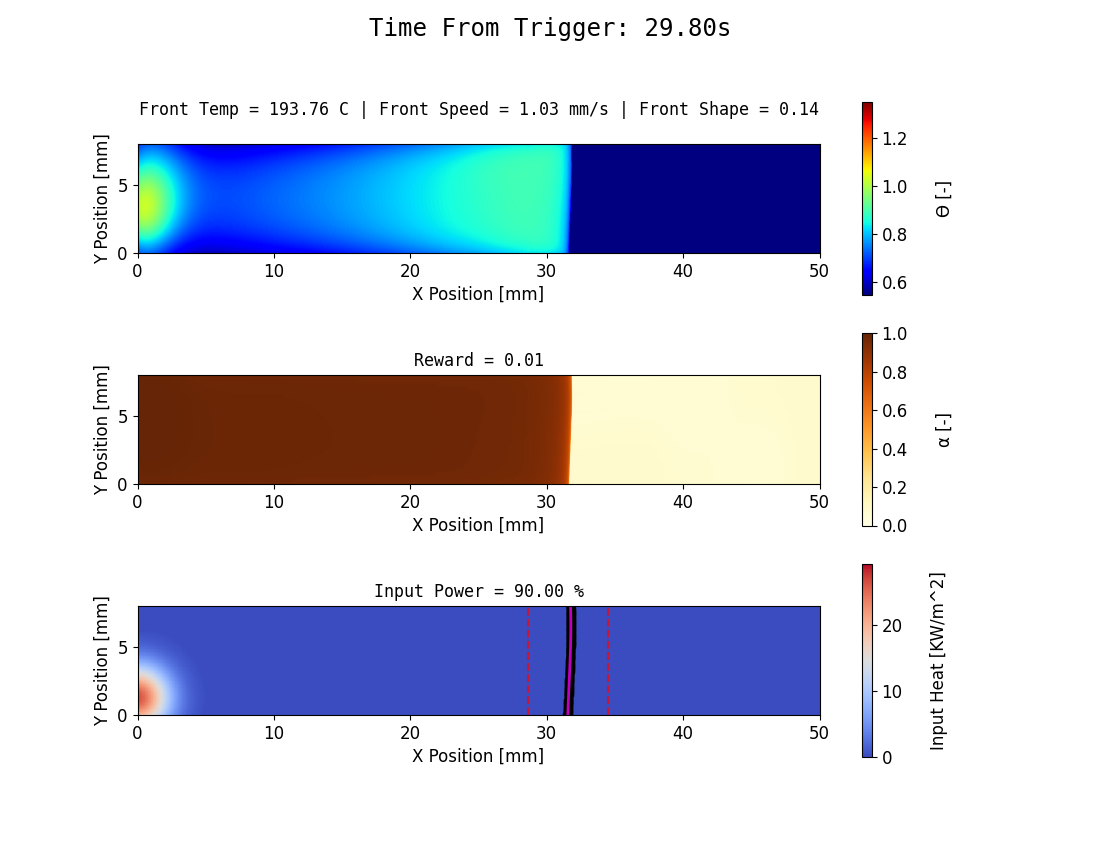 Time From Trigger: 29.80s
Front Temp = 193.76 C | Front Speed = 1.03 mm/s | Front Shape = 0.14
Y Position [mm]
5
0
0 10 20 30 40 50
X Position [mm]
1.2
1.0
0.8
0.6
Θ [-]
Reward = 0.01
Y Position [mm]
5
0
0 10 20 30 40 50
X Position [mm]
1.0
0.8
0.6
0.4
0.2
0.0
α [-]
Input Power = 90.00 %
Y Position [mm]
5
0
0 10 20 30 40 50
X Position [mm]
20
10
0
Input Heat [KW/m^2]